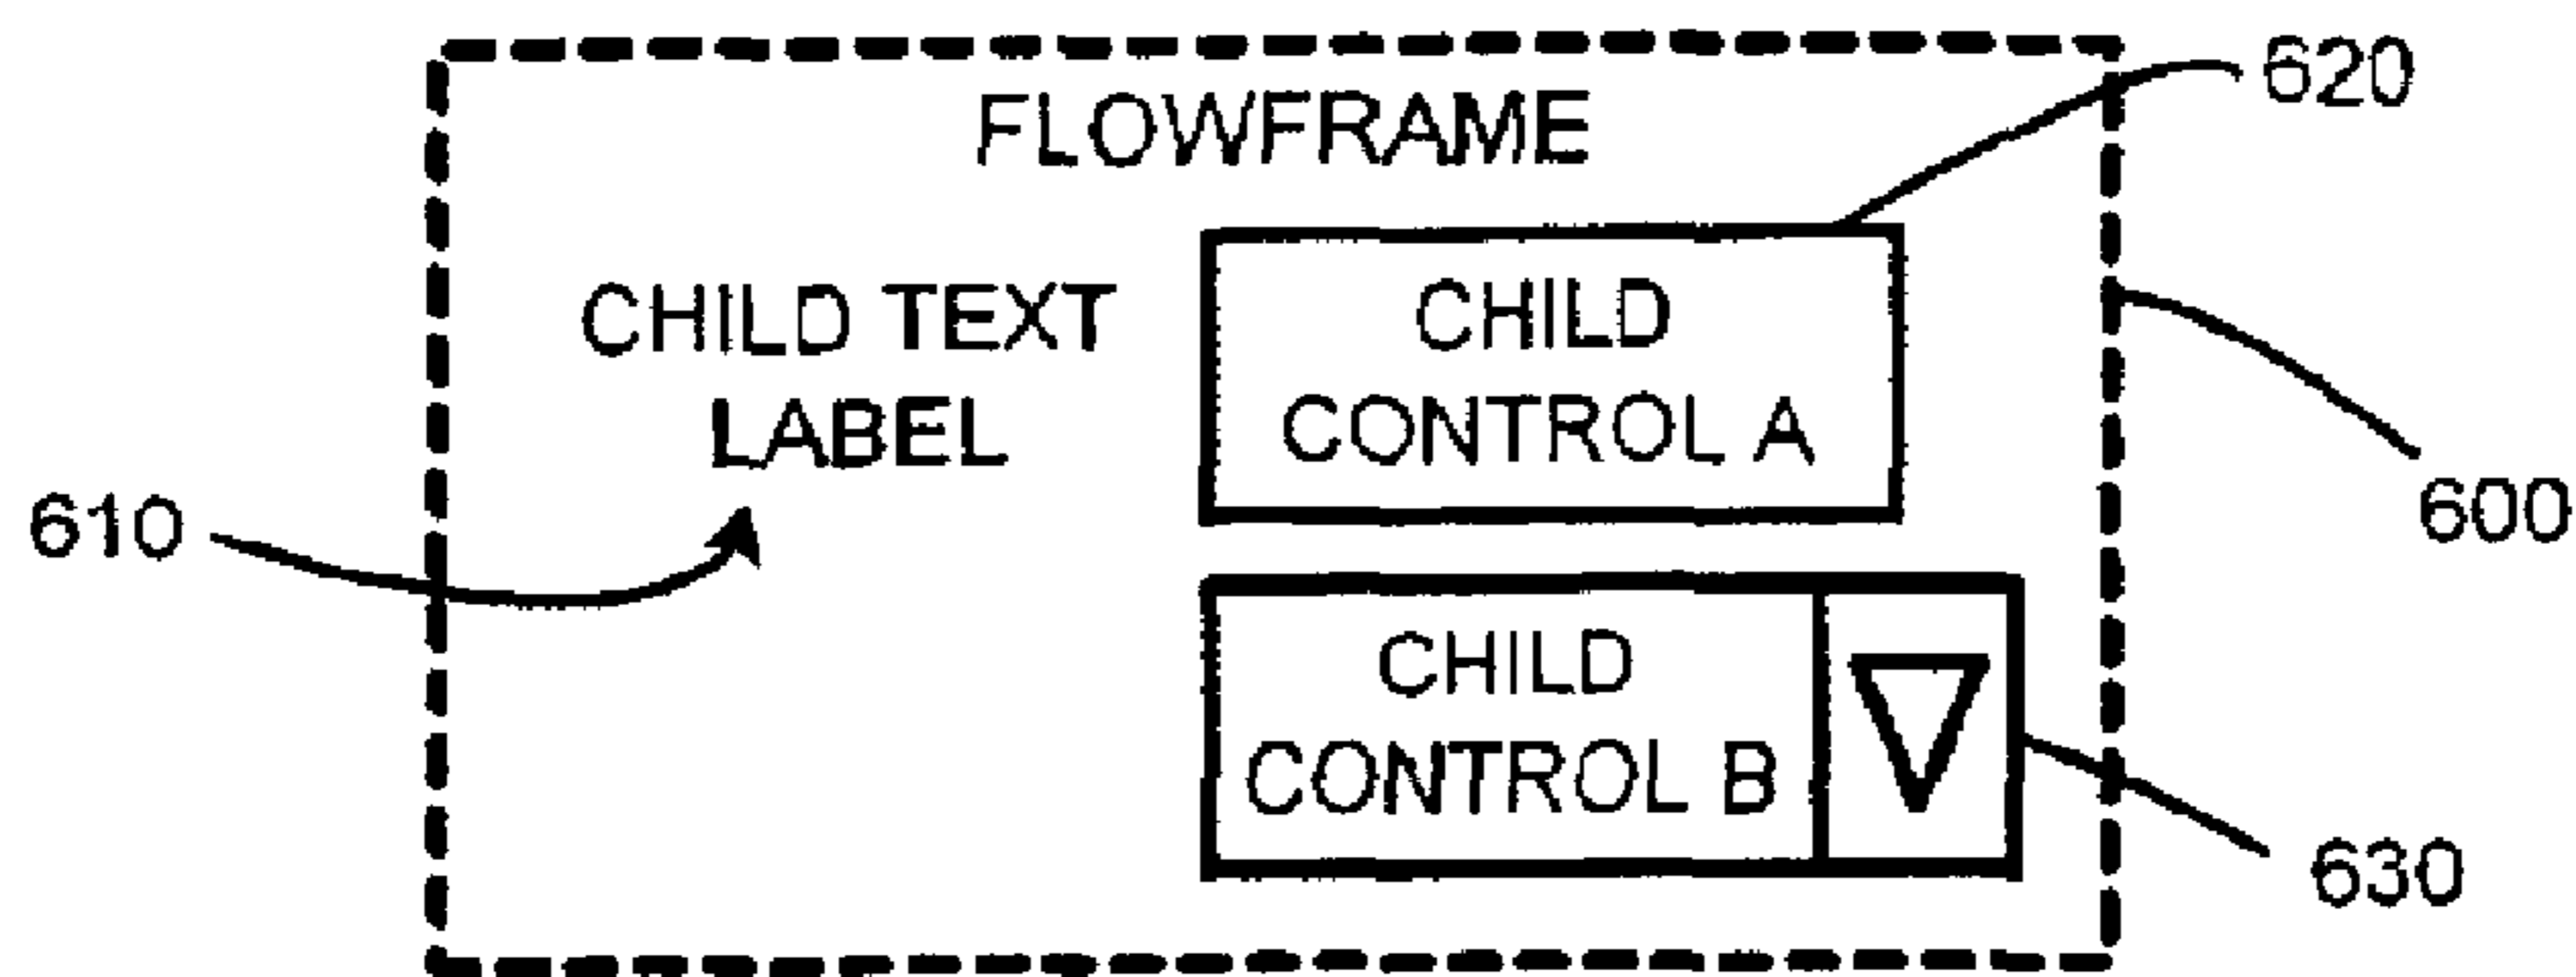 FLOWFRAME
620
CHILD TEXT
LABEL
CHILD
CONTROL A
610
600
CHILD
CONTROL B
630